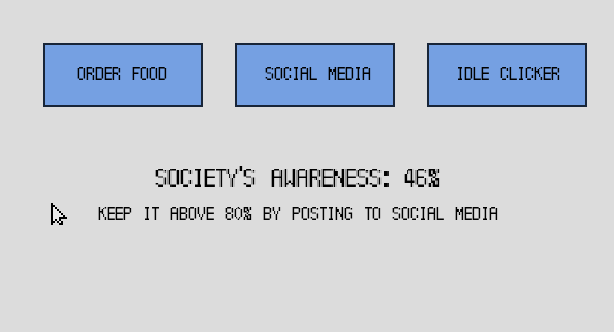 ORDER FOOD
SOCIAL MEDIA
IDLE CLICKER
SOCIETY'S AWARENESS: 46%
KEEP IT ABOVE 80% BY POSTING TO SOCIAL MEDIA